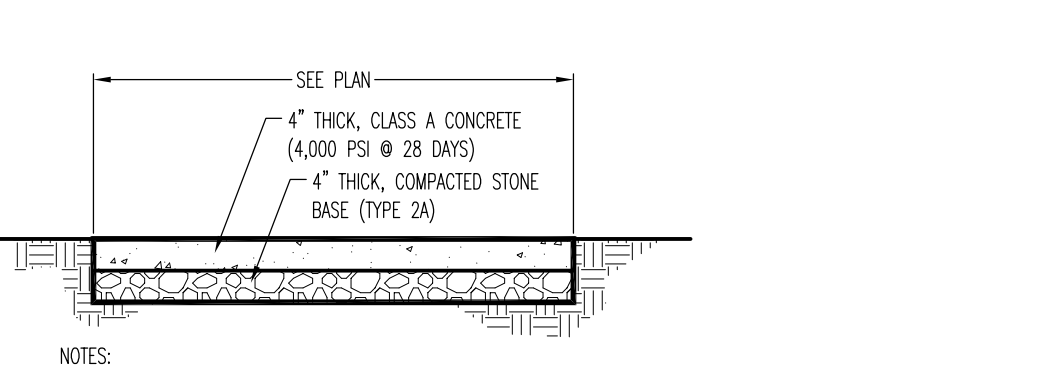 SEE PLAN
4” THICK, CLASS A CONCRETE
(4,000 PSI @ 28 DAYS)
4” THICK, COMPACTED STONE
BASE (TYPE 2A)
NOTES: